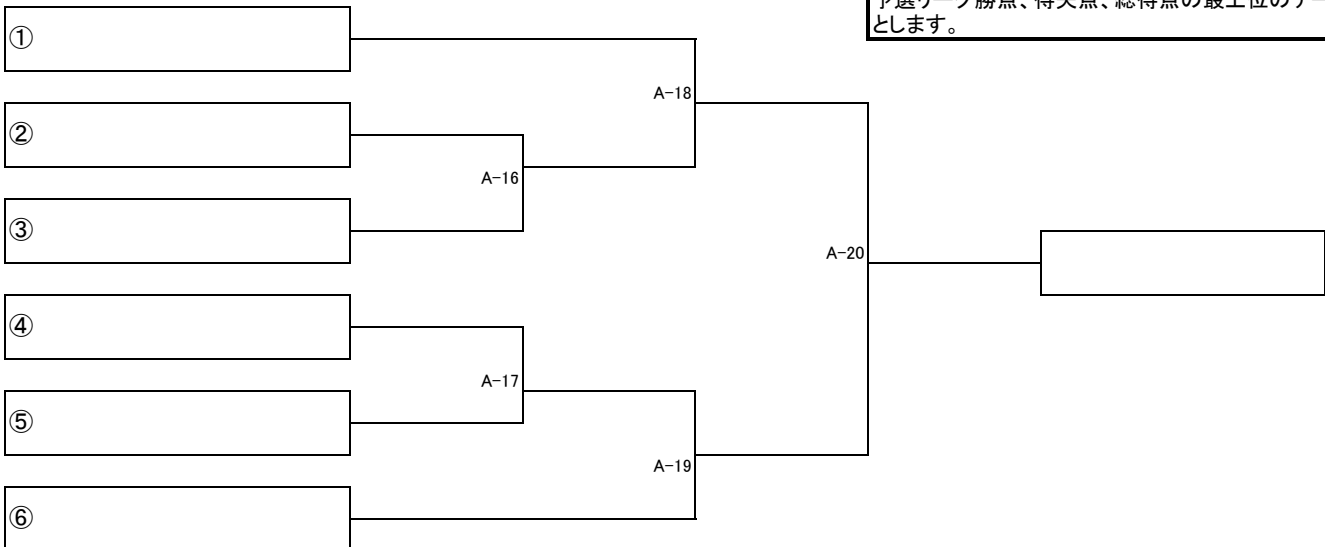 予選リーグ勝点、得失点、総得点の最上位のチー
とします。
①
A-18
②
A-16
③
A-20
④
A-17
⑤
A-19
⑥